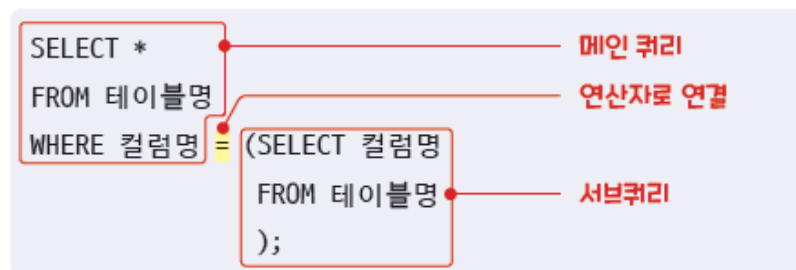 SELECT * 메인 쿼리
FROM 테이블명 연산자로 연결
WHERE 컬럼명 = (SELECT 컬럼명
FROM 테이블명 서브쿼리
);